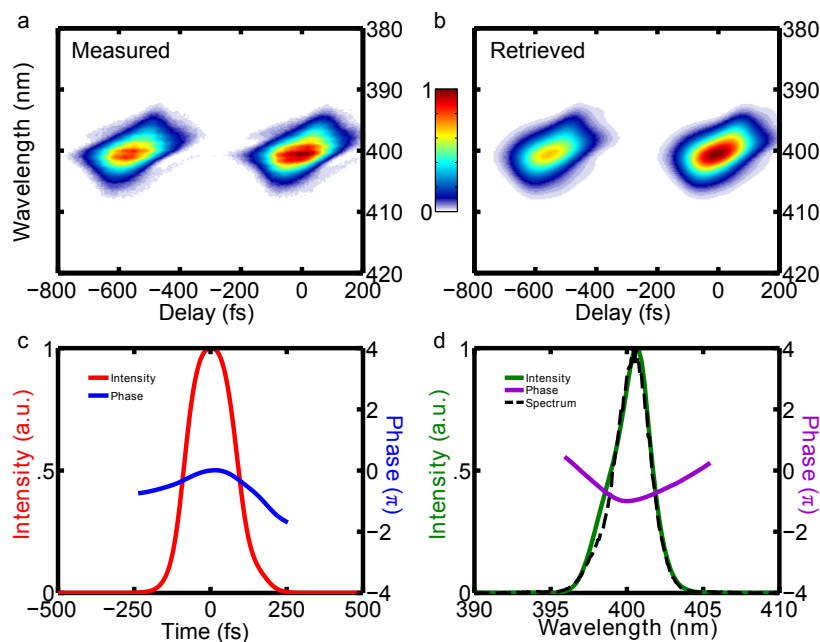 a
Measured
Wavelength (nm)
−800 −600 −400 −200 0 200
Delay (fs)
380
390
400
410
420
1
0
b
Retrieved
−800 −600 −400 −200 0 200
Delay (fs)
380
390
400
410
420
Wavelength (nm)
c
Intensity
Phase
Intensity (a.u.)
1
.5
0
−500 −250 0 250 500
Time (fs)
4
2
0
−2
−4
Phase (π)
d
Intensity
Phase
Spectrum
Intensity (a.u.)
1
.5
0
390 395 400 405 410
Wavelength (nm)
4
2
0
−2
−4
Phase (π)